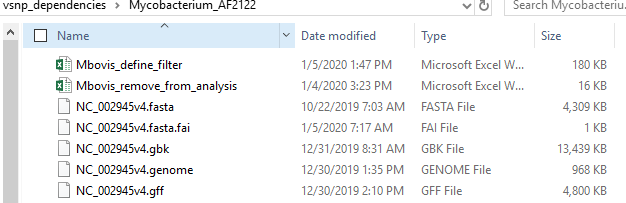 vsnp_dependencies > Mycobacterium_AF2122 Search Mycobacteriu...
Name Date modified Type Size
Mbovis_define_filter 1/5/2020 1:47 PM Microsoft Excel W... 180 KB
Mbovis_remove_from_analysis 1/4/2020 3:23 PM Microsoft Excel W... 16 KB
NC_002945v4.fasta 10/22/2019 7:03 AM FASTA File 4,309 KB
NC_002945v4.fasta.fai 1/5/2020 7:17 AM FAI File 1 KB
NC_002945v4.gbk 12/31/2019 8:31 AM GBK File 13,439 KB
NC_002945v4.genome 12/30/2019 1:35 PM GENOME File 968 KB
NC_002945v4.gff 12/30/2019 2:10 PM GFF File 4,800 KB